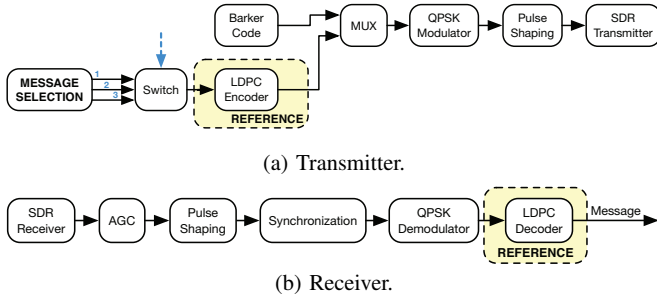 Barker
Code
MUX
QPSK
Modulator
Pulse
Shaping
SDR
Transmitter
MESSAGE
SELECTION
1
2
3
Switch
LDPC
Encoder
REFERENCE
(a) Transmitter.
SDR
Receiver
AGC
Pulse
Shaping
Synchronization
QPSK
Demodulator
LDPC
Decoder
REFERENCE
Message
(b) Receiver.